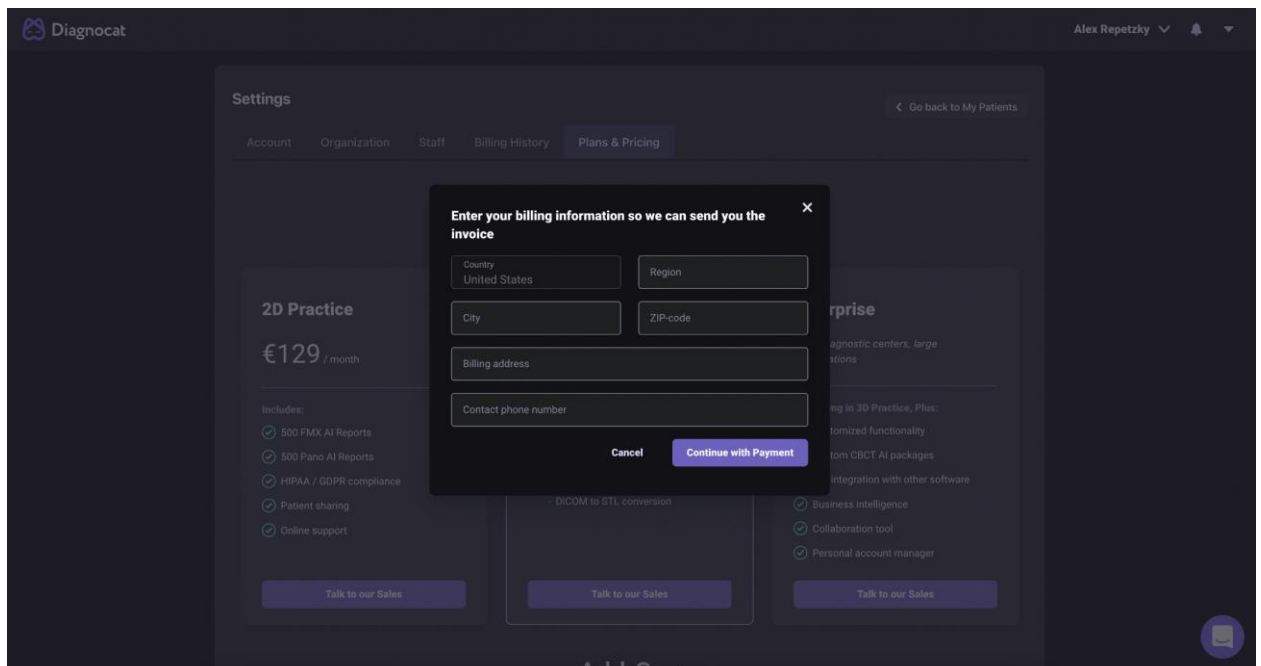 Diagnocat
Alex Repetzky
Settings
Go back to My Patients
Account
Organization
Staff
Billing History
Plans & Pricing
Enter your billing information so we can send you the
invoice
Country
United States
Region
City
ZIP-code
Billing address
Contact phone number
Cancel
Continue with Payment
2D Practice
€129 / month
Includes:
500 FMX AI Reports
500 Pano AI Reports
HIPAA / GDPR compliance
Patient sharing
Online support
Talk to our Sales
- DICOM to STL conversion
Talk to our Sales
rprise
agnostic centers, large
ations
ng in 3D Practice, Plus:
tomized functionality
tom CBCT AI packages
integration with other software
Business intelligence
Collaboration tool
Personal account manager
Talk to our Sales